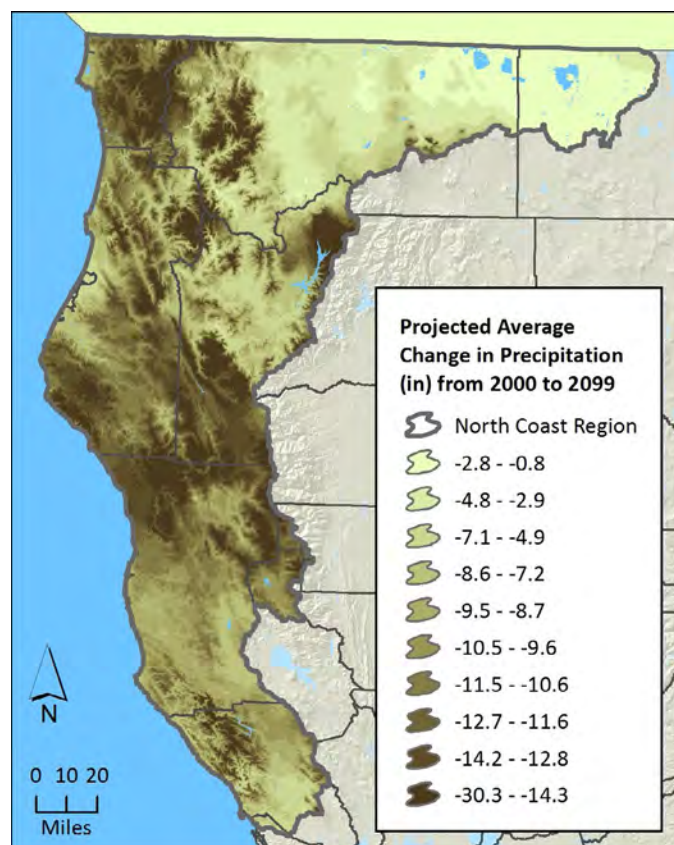 Projected Average
Change in Precipitation
(in) from 2000 to 2099
North Coast Region
-2.8 - -0.8
-4.8 - -2.9
-7.1 - -4.9
-8.6 - -7.2
-9.5 - -8.7
-10.5 - -9.6
-11.5 - -10.6
-12.7 - -11.6
-14.2 - -12.8
-30.3 - -14.3
N
0 10 20
Miles